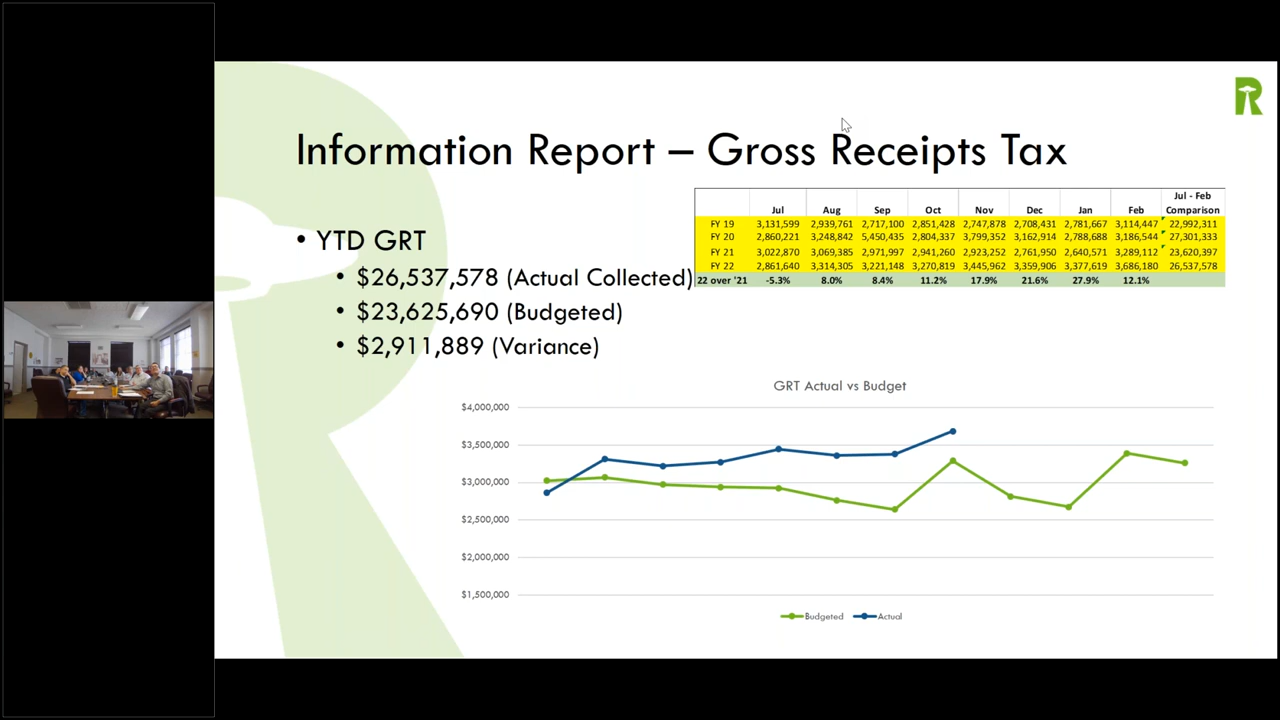 Information Report – Gross Receipts Tax
• YTD GRT
• $26,537,578 (Actual Collected)
• $23,625,690 (Budgeted)
• $2,911,889 (Variance)
Jul - Feb
Jul Aug Sep Oct Nov Dec Jan Feb Comparison
FY 19 3,131,599 2,939,761 2,717,100 2,851,428 2,747,878 2,708,431 2,781,667 3,114,447 22,992,311
FY 20 2,860,221 3,248,842 5,450,435 2,804,337 3,799,352 3,162,914 2,788,688 3,186,544 27,301,333
FY 21 3,022,870 3,069,385 2,971,997 2,941,260 2,923,252 2,761,950 2,640,571 3,289,112 23,620,397
FY 22 2,861,640 3,314,305 3,221,148 3,270,819 3,445,962 3,359,906 3,377,619 3,686,180 26,537,578
22 over '21 -5.3% 8.0% 8.4% 11.2% 17.9% 21.6% 27.9% 12.1%
GRT Actual vs Budget
$4,000,000
$3,500,000
$3,000,000
$2,500,000
$2,000,000
$1,500,000
Budgeted Actual